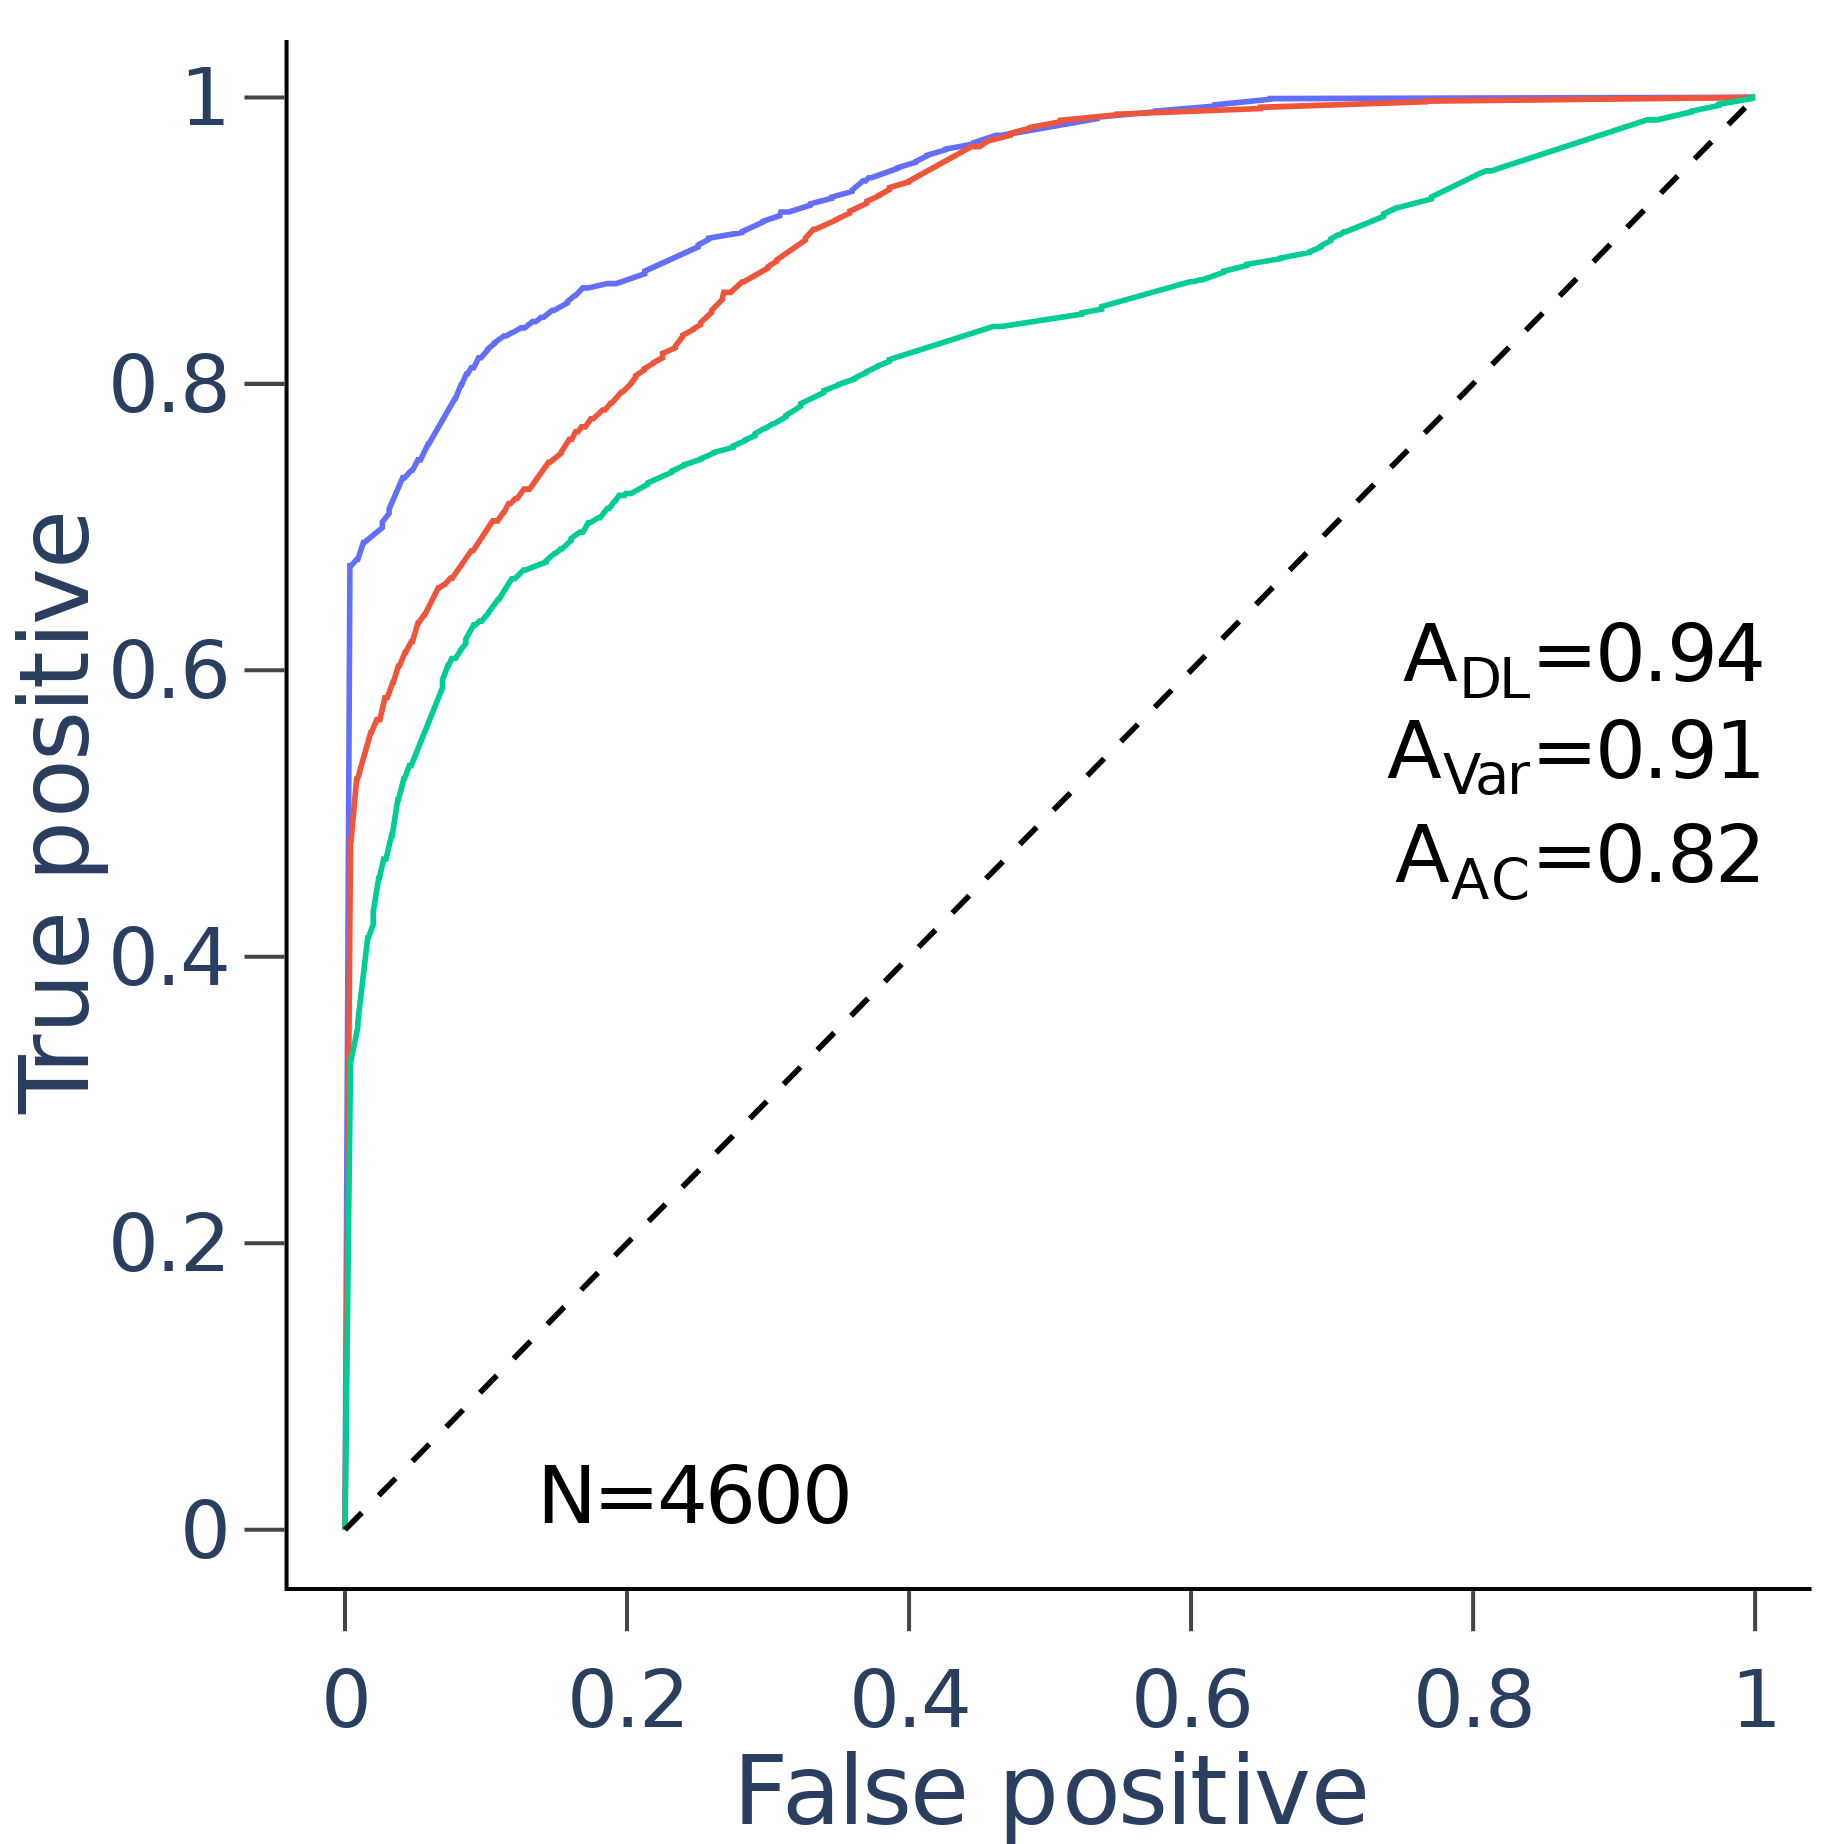 1
0.8
0.6
0.4
0.2
0
True positive
A_DL=0.94
A_Var=0.91
A_AC=0.82
N=4600
0 0.2 0.4 0.6 0.8 1
False positive